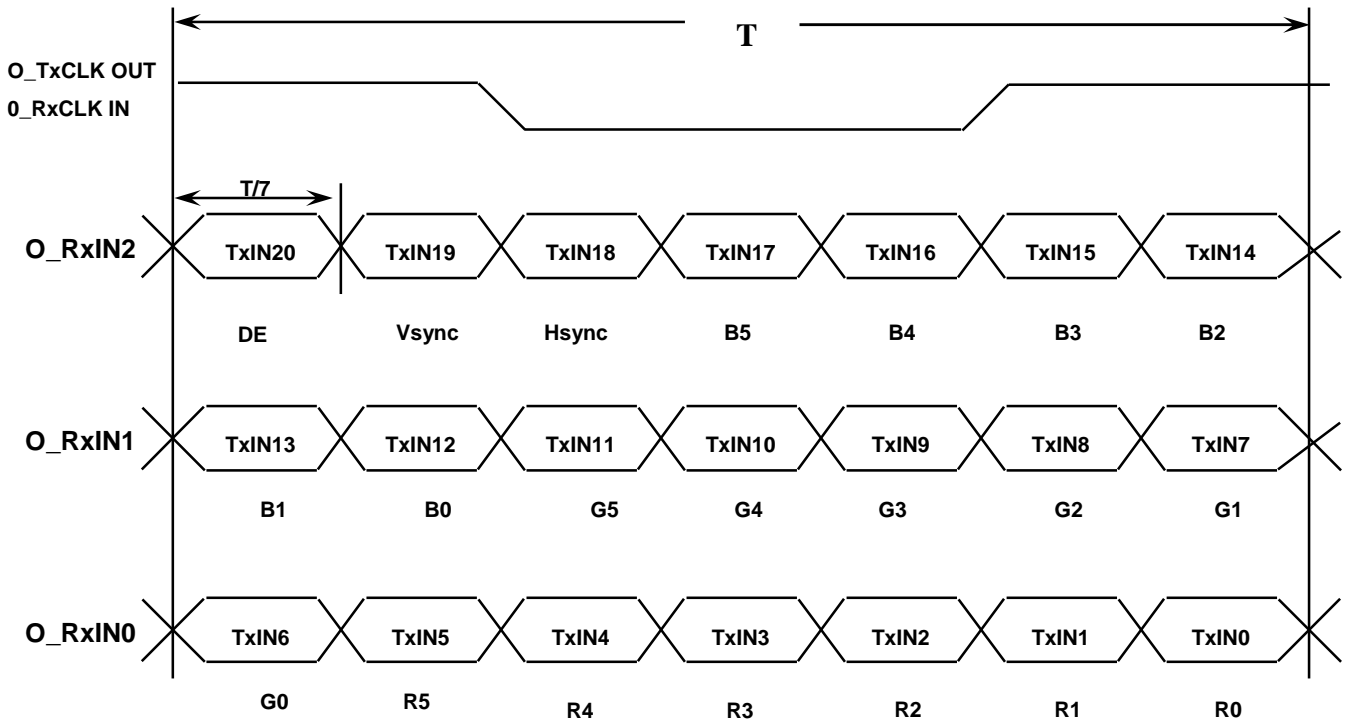 T
O_TxCLK OUT
0_RxCLK IN
T/7
O_RxIN2 TxIN20 TxIN19 TxIN18 TxIN17 TxIN16 TxIN15 TxIN14
DE Vsync Hsync B5 B4 B3 B2
O_RxIN1 TxIN13 TxIN12 TxIN11 TxIN10 TxIN9 TxIN8 TxIN7
B1 B0 G5 G4 G3 G2 G1
O_RxIN0 TxIN6 TxIN5 TxIN4 TxIN3 TxIN2 TxIN1 TxIN0
G0 R5 R4 R3 R2 R1 R0